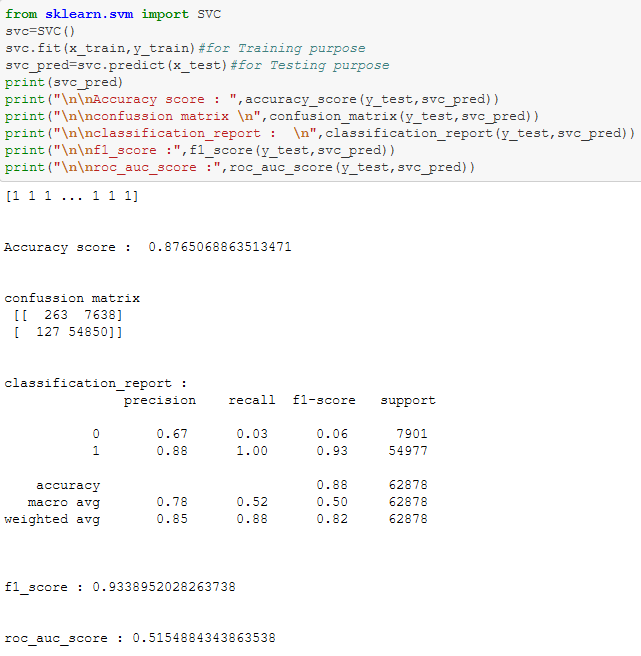 from sklearn.svm import SVC
svc=SVC()
svc.fit(x_train,y_train)#for Training purpose
svc_pred=svc.predict(x_test)#for Testing purpose
print(svc_pred)
print("\n\nAccuracy score : ",accuracy_score(y_test,svc_pred))
print("\n\nconfussion matrix \n",confusion_matrix(y_test,svc_pred))
print("\n\nclassification_report :  \n",classification_report(y_test,svc_pred))
print("\n\nf1_score :",f1_score(y_test,svc_pred))
print("\n\nroc_auc_score :",roc_auc_score(y_test,svc_pred))
[1 1 1 ... 1 1 1]
Accuracy score :  0.8765068863513471
confussion matrix
[[  263  7638]
[  127 54850]]
classification_report :
precision    recall  f1-score   support
0       0.67      0.03      0.06      7901
1       0.88      1.00      0.93     54977
accuracy                           0.88     62878
macro avg       0.78      0.52      0.50     62878
weighted avg       0.85      0.88      0.82     62878
f1_score : 0.9338952028263738
roc_auc_score : 0.5154884343863538